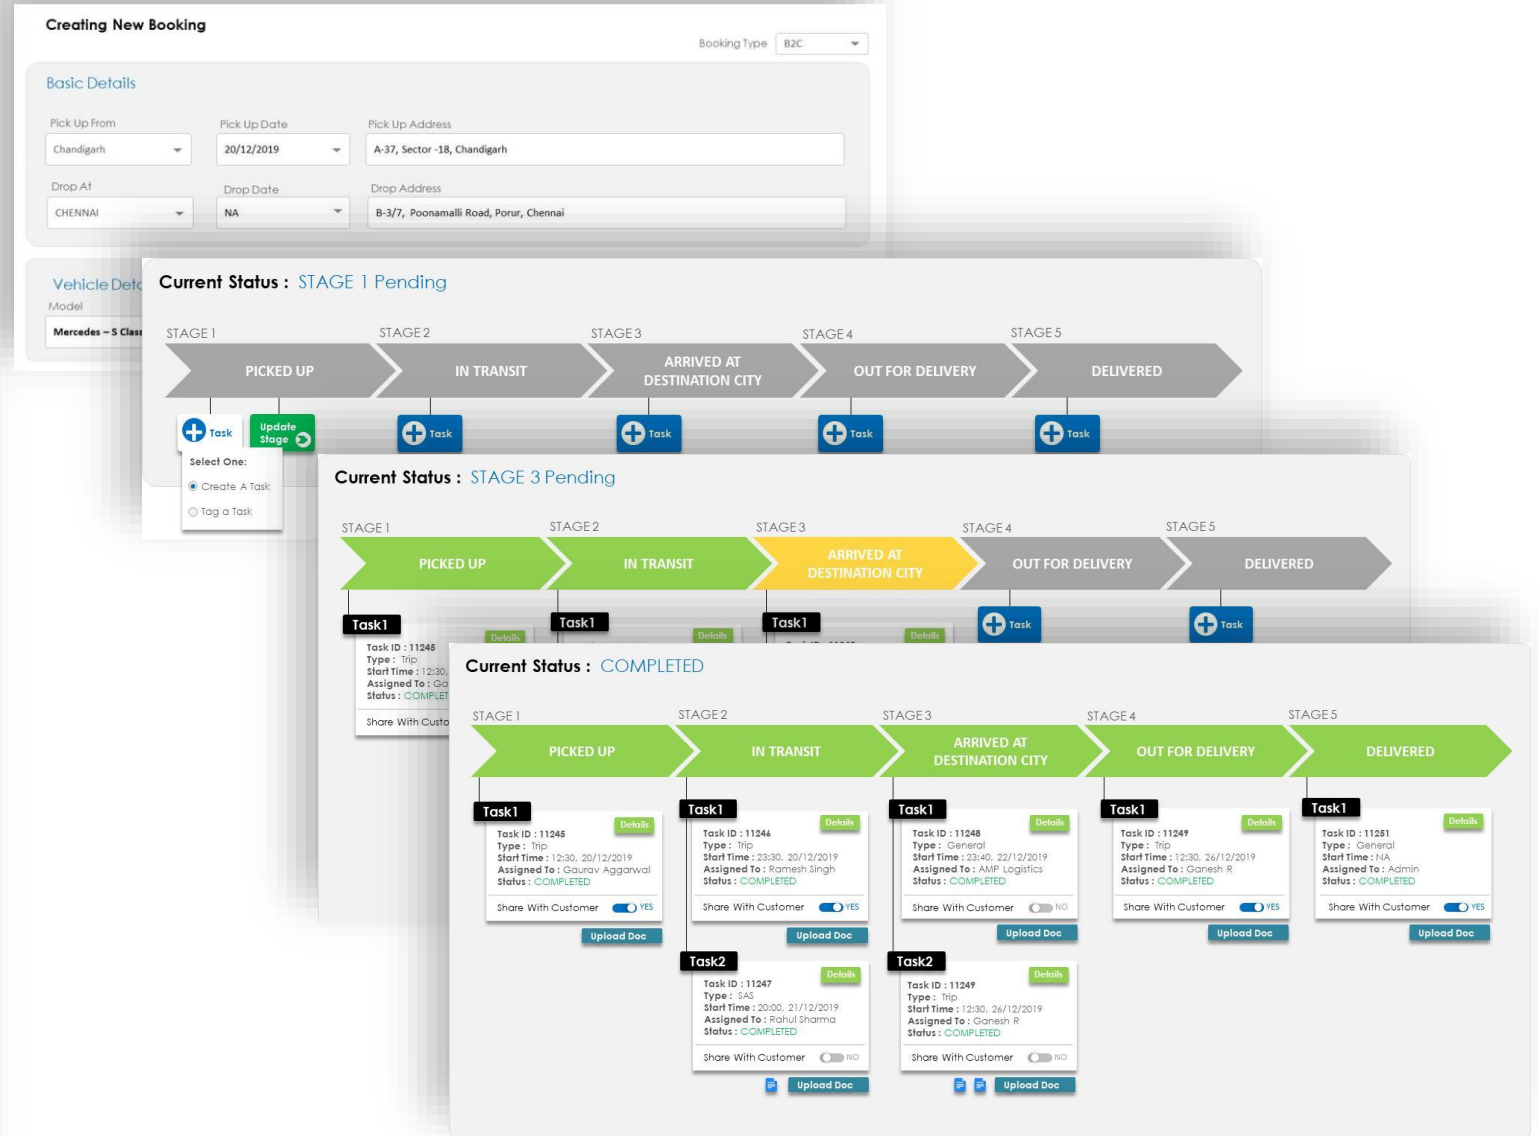 Creating New Booking
Booking Type B2C
Basic Details
Pick Up From Pick Up Date Pick Up Address
Chandigarh 20/12/2019 A-37, Sector -18, Chandigarh
Drop At Drop Date Drop Address
CHENNAI NA B-3/7, Poonamalli Road, Porur, Chennai
Vehicle
Model
Mercedes – S Class
Current Status : STAGE 1 Pending
STAGE 1 STAGE 2 STAGE 3 STAGE 4 STAGE 5
PICKED UP IN TRANSIT ARRIVED AT DESTINATION CITY OUT FOR DELIVERY DELIVERED
Task Update Stage Task Task Task Task
Select One:
Create A Task
Tag a Task
Current Status : STAGE 3 Pending
STAGE 1 STAGE 2 STAGE 3 STAGE 4 STAGE 5
PICKED UP IN TRANSIT ARRIVED AT DESTINATION CITY OUT FOR DELIVERY DELIVERED
Task1 Task1 Task1 Task Task
Details Details Details
Task ID : 11245
Type : Trip
Start Time : 12:30,
Assigned To : Ga
Status : COMPLET
Share With Custo
Current Status : COMPLETED
STAGE 1 STAGE 2 STAGE 3 STAGE 4 STAGE 5
PICKED UP IN TRANSIT ARRIVED AT DESTINATION CITY OUT FOR DELIVERY DELIVERED
Task1
Details
Task ID : 11245
Type : Trip
Start Time : 12:30, 20/12/2019
Assigned To : Gaurav Aggarwal
Status : COMPLETED
Share With Customer YES
Upload Doc
Task1
Details
Task ID : 11246
Type : Trip
Start Time : 23:30, 20/12/2019
Assigned To : Ramesh Singh
Status : COMPLETED
Share With Customer YES
Upload Doc
Task2
Details
Task ID : 11247
Type : SAS
Start Time : 20:00, 21/12/2019
Assigned To : Rahul Sharma
Status : COMPLETED
Share With Customer NO
Upload Doc
Task1
Details
Task ID : 11248
Type : General
Start Time : 23:40, 22/12/2019
Assigned To : AMP Logistics
Status : COMPLETED
Share With Customer NO
Upload Doc
Task2
Details
Task ID : 11249
Type : Trip
Start Time : 12:30, 26/12/2019
Assigned To : Ganesh R
Status : COMPLETED
Share With Customer NO
Upload Doc
Task1
Details
Task ID : 11249
Type : Trip
Start Time : 12:30, 26/12/2019
Assigned To : Ganesh R
Status : COMPLETED
Share With Customer YES
Upload Doc
Task1
Details
Task ID : 11251
Type : General
Start Time : NA
Assigned To : Admin
Status : COMPLETED
Share With Customer YES
Upload Doc